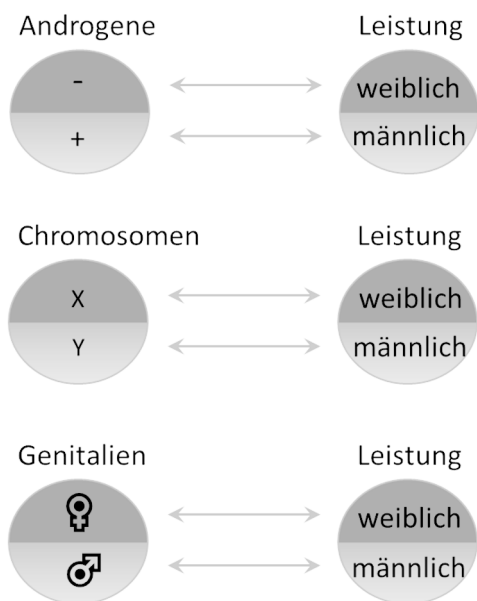 Androgene Leistung
- weiblich
+ männlich
Chromosomen Leistung
X weiblich
Y männlich
Genitalien Leistung
weiblich
männlich